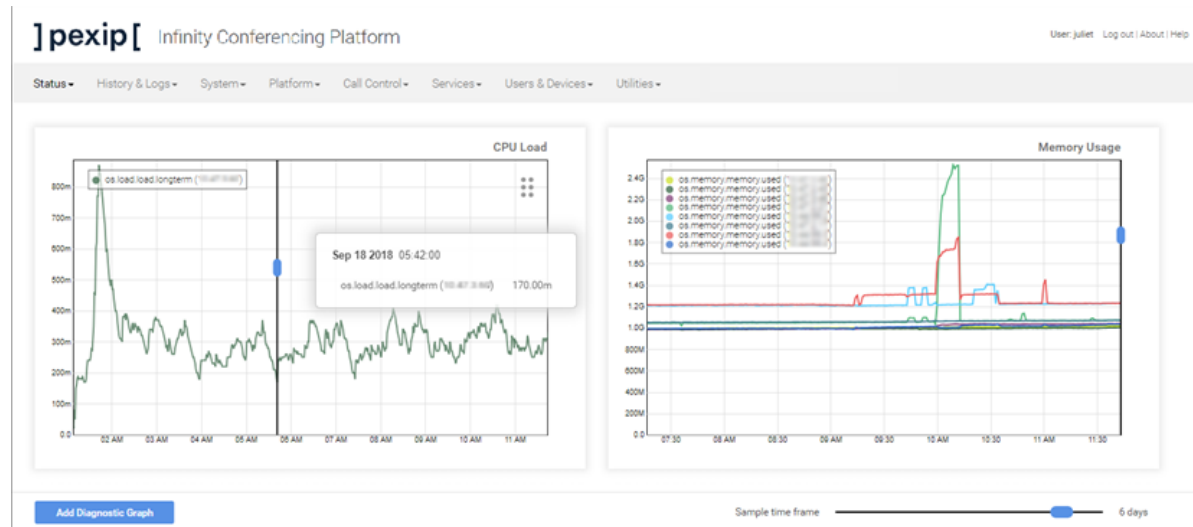 ]pexip[ Infinity Conferencing Platform
User: juliet Log out | About | Help
Status History & Logs System Platform Call Control Services Users & Devices Utilities
CPU Load
os.load.load.longterm (
800m
700m
600m
500m
400m
300m
200m
100m
0.0
02 AM 03 AM 04 AM 05 AM 06 AM 07 AM 08 AM 09 AM 10 AM 11 AM
Sep 18 2018 05:42:00
os.load.load.longterm ( ) 170.00m
Memory Usage
os.memory.memory.used (
os.memory.memory.used (
os.memory.memory.used (
os.memory.memory.used (
os.memory.memory.used (
os.memory.memory.used (
os.memory.memory.used (
os.memory.memory.used (
2.4G
2.2G
2.0G
1.8G
1.6G
1.4G
1.2G
1.0G
800M
600M
400M
200M
0.0
07:30 08 AM 08:30 09 AM 09:30 10 AM 10:30 11 AM 11:30
Add Diagnostic Graph
Sample time frame 6 days